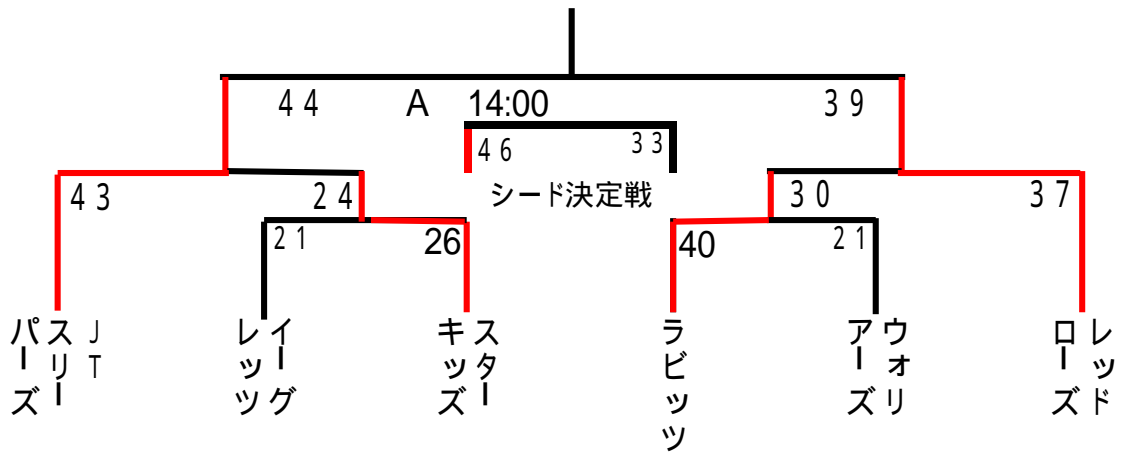 ４４ A 14:00 ３９
４６ ３３
シード決定戦
４３ ２４ ３０ ３７
２１ 26 40 ２１
ＪＴ
スリー
パーズ
イーグ
レッツ
スター
キッズ
ラビッツ
ウォリ
アーズ
レッド
ローズ